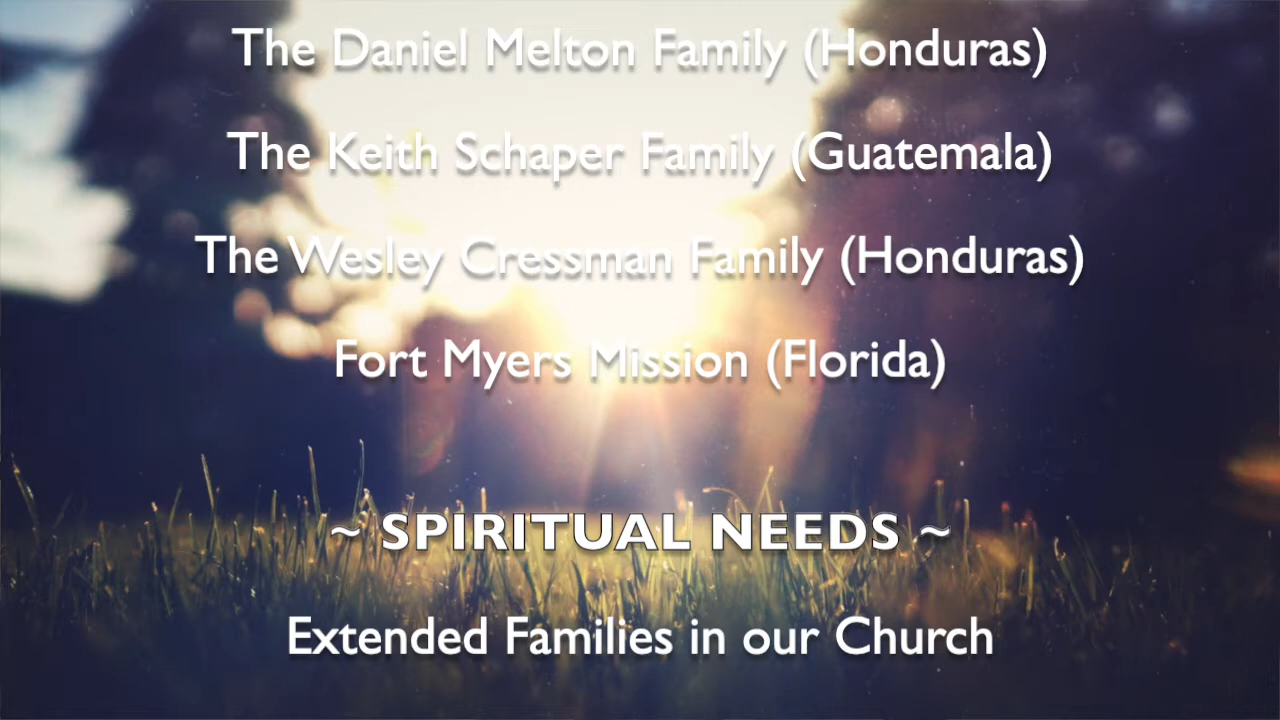 The Daniel Melton Family (Honduras)
The Keith Schaper Family (Guatemala)
The Wesley Cressman Family (Honduras)
Fort Myers Mission (Florida)
~ SPIRITUAL NEEDS ~
Extended Families in our Church